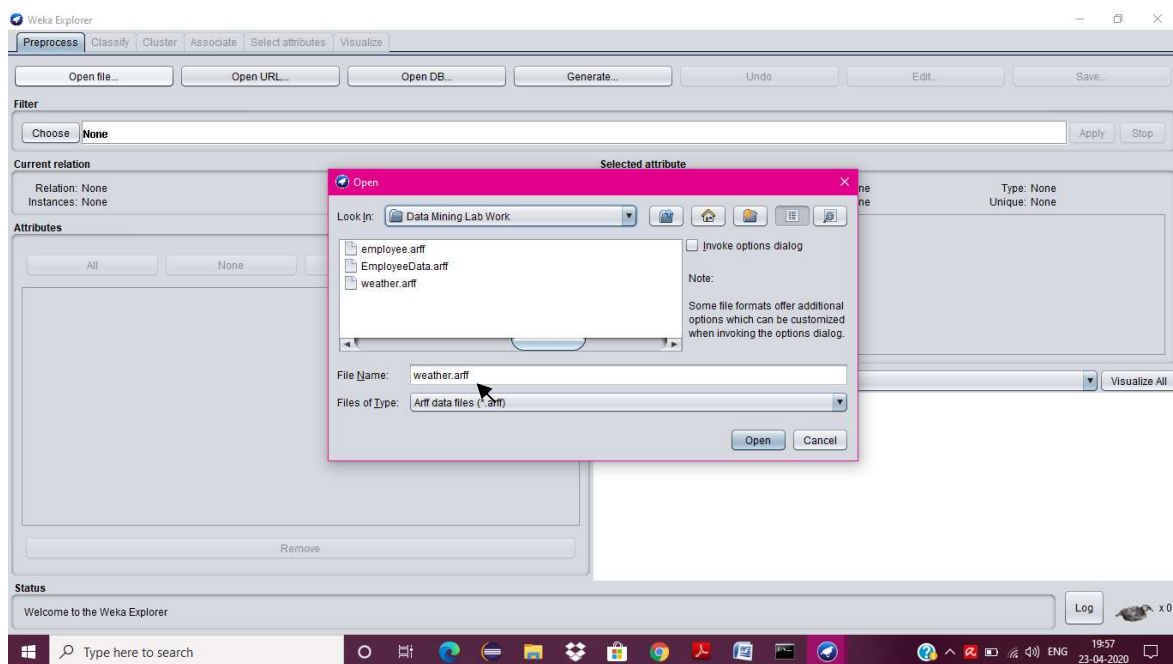 Weka Explorer
Preprocess Classify Cluster Associate Select attributes Visualize
Open file... Open URL... Open DB... Generate... Undo Edit... Save...
Filter
Choose None Apply Stop
Current relation
Relation: None
Instances: None
Selected attribute
ne Type: None
ne Unique: None
Attributes
All None
Open
Look In: Data Mining Lab Work
employee.arff
EmployeeData.arff
weather.arff
Invoke options dialog
Note:
Some file formats offer additional
options which can be customized
when invoking the options dialog.
File Name: weather.arff
Files of Type: Arff data files (*.arff)
Open Cancel
Visualize All
Remove
Status
Welcome to the Weka Explorer
Log x 0
Type here to search
ENG
19:57
23-04-2020